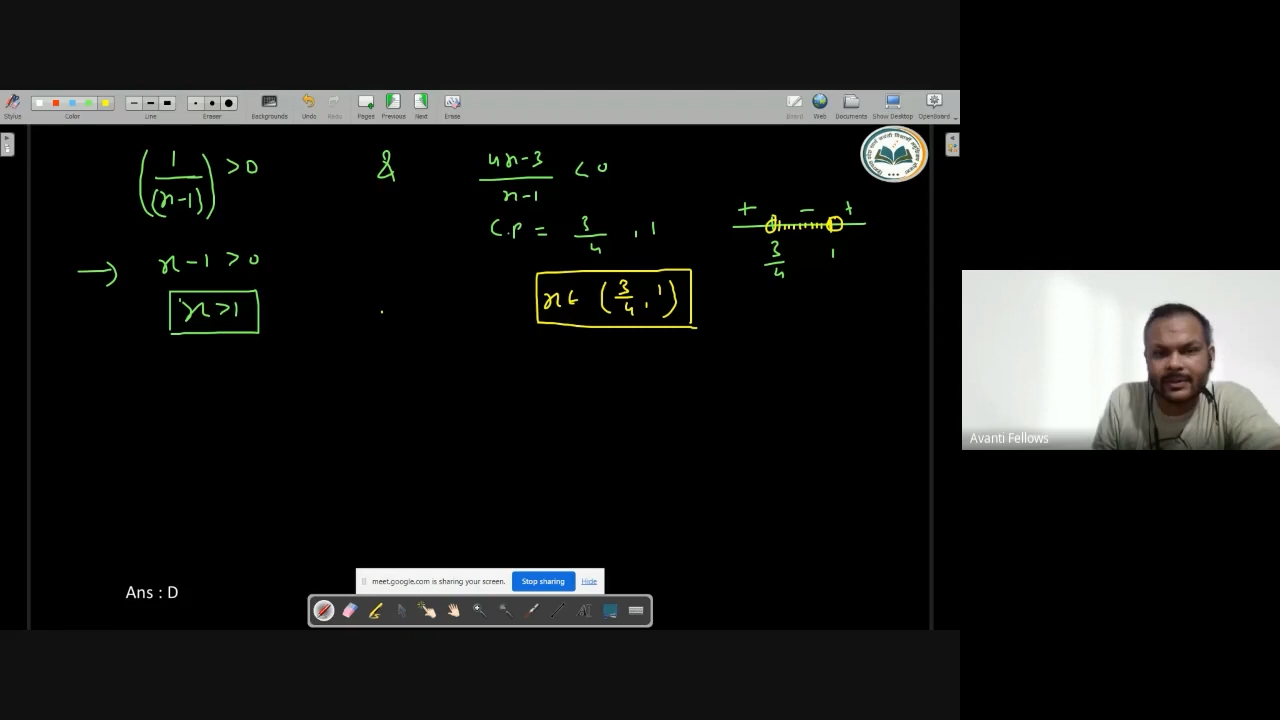 Stylus Color Line Eraser Backgrounds Undo Redo Pages Previous Next Erase Board Web Documents Show Desktop OpenBoard
(1/(x-1)) > 0 & (4x-3)/(x-1) < 0
C.P = 3/4 , 1
+ - +
3/4 1
→ x-1 > 0
x > 1
x ∈ (3/4, 1)
Avanti Fellows
meet.google.com is sharing your screen. Stop sharing Hide
Ans : D